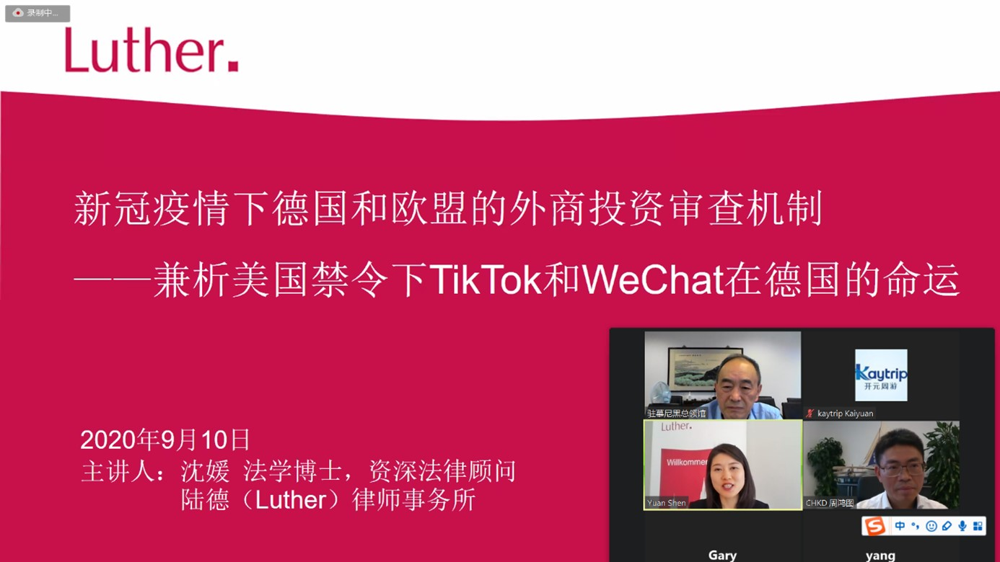 录制中...
Luther.
新冠疫情下德国和欧盟的外商投资审查机制
——兼析美国禁令下TikTok和WeChat在德国的命运
2020年9月10日
主讲人：沈媛 法学博士，资深法律顾问
陆德（Luther）律师事务所
驻慕尼黑总领馆
Kaytrip
开元周游
kaytrip Kaiyuan
Luther.
Willkommen
Yuan Shen
CHKD 周鸿图
S 中
Gary
yang